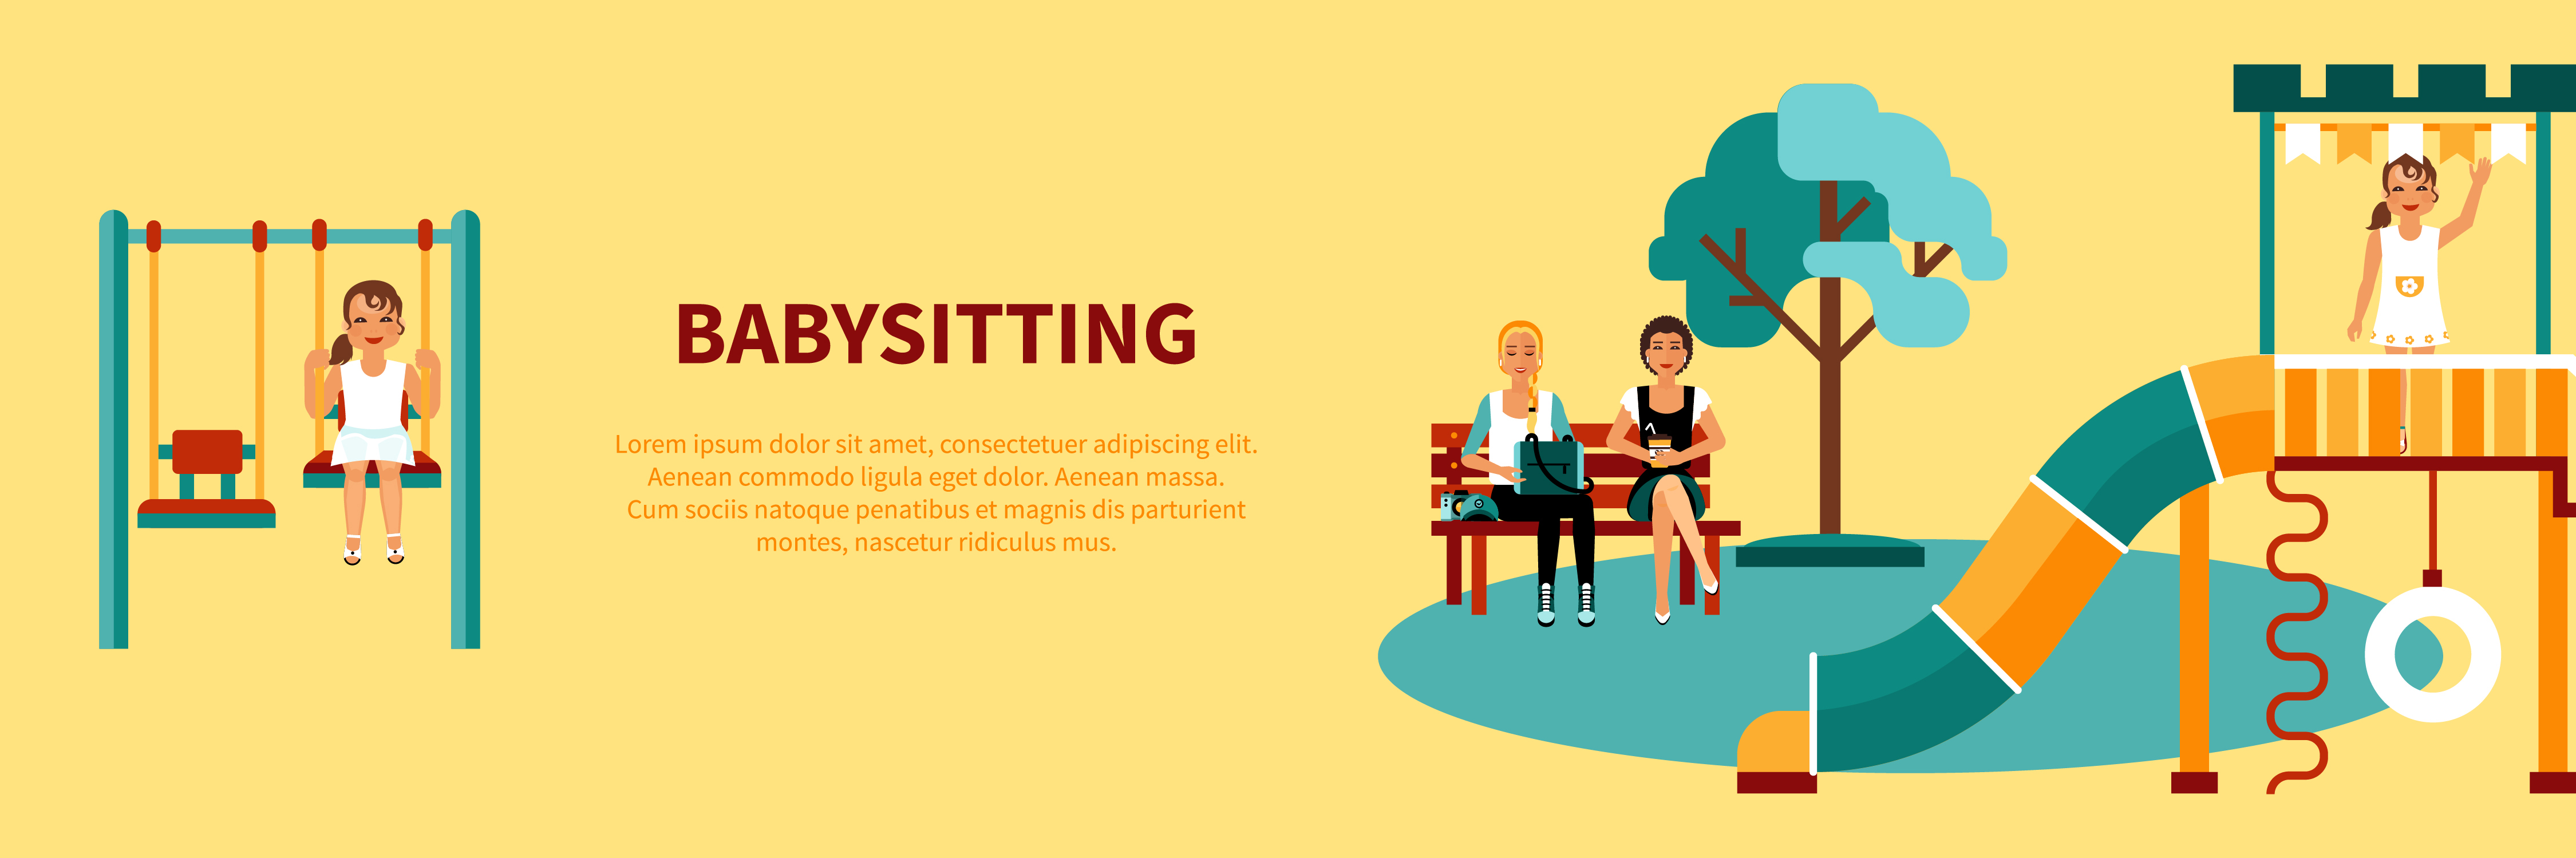 BABYSITTING
Lorem ipsum dolor sit amet, consectetuer adipiscing elit.
Aenean commodo ligula eget dolor. Aenean massa.
Cum sociis natoque penatibus et magnis dis parturient
montes, nascetur ridiculus mus.